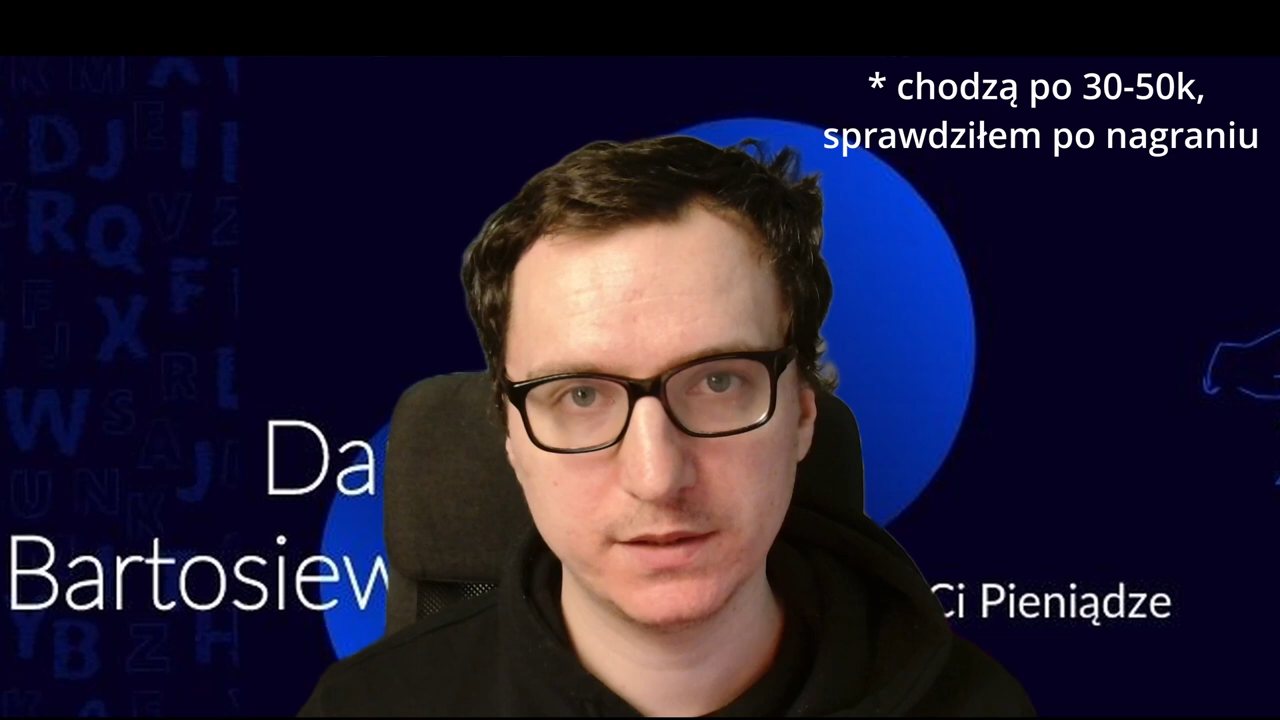 * chodzą po 30-50k,
sprawdziłem po nagraniu
Da
Bartosiew
Ci Pieniądze